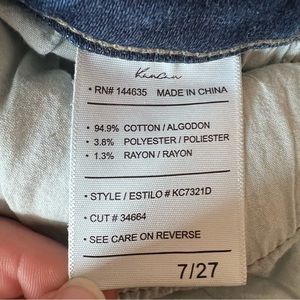 KanCan
• RN# 144635 MADE IN CHINA
• 94.9% COTTON / ALGODON
• 3.8% POLYESTER / POLIESTER
• 1.3% RAYON / RAYON
• STYLE / ESTILO # KC7321D
• CUT # 34664
• SEE CARE ON REVERSE
7/27